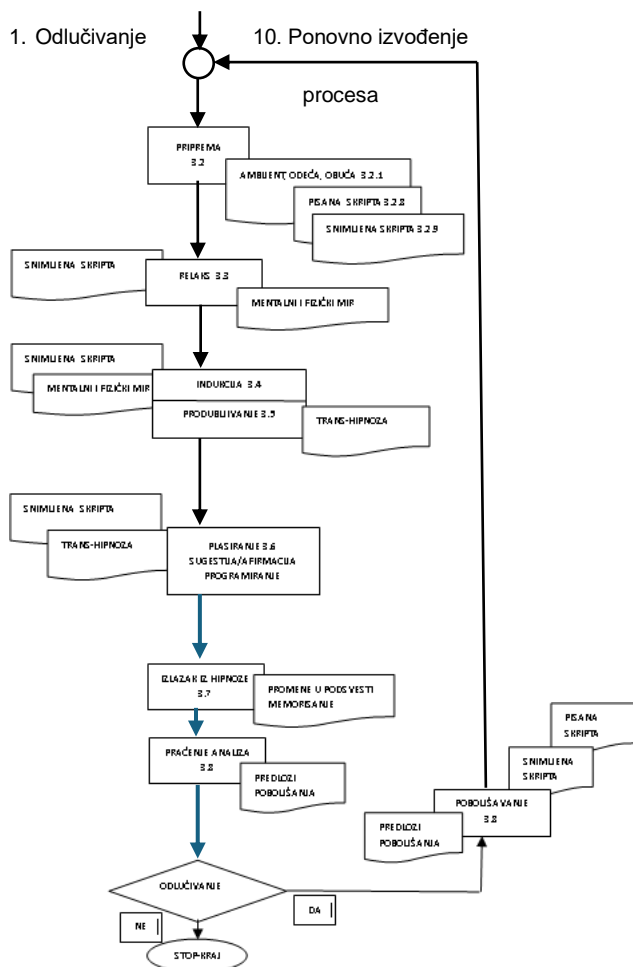 1. Odlučivanje
10. Ponovno izvođenje
procesa
PRIPREMA
3.2
AMBIJENT, ODEĆA, OBUĆA 3.2.1
PISANA SKRIPTA 3.2.8
SNIMLJENA SKRIPTA 3.2.9
SNIMLJENA SKRIPTA
RELAKS 3.3
MENTALNI I FIZIČKI MIR
SNIMLJENA SKRIPTA
MENTALNI I FIZIČKI MIR
INDUKCIJA 3.4
PRODUBLJIVANJE 3.5
TRANS-HIPNOZA
SNIMLJENA SKRIPTA
TRANS-HIPNOZA
PLASIRANJE 3.6
SUGESTIJA/AFIRMACIJA
PROGRAMIRANJE
IZLAZAK IZ HIPNOZE
3.7
PROMENE U PODSVESTI
MEMORISANJE
PRAĆENJE ANALIZA
3.8
PREDLOZI
POBOLJŠANJA
PISANA
SKRIPTA
SNIMLJENA
SKRIPTA
POBOLJŠAVANJE
3.8
PREDLOZI
POBOLJŠANJA
ODLUČIVANJE
DA
NE
STOP-KRAJ